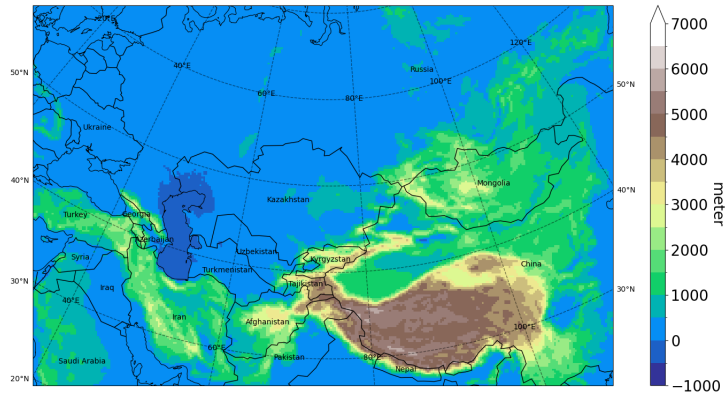 20°E
7000
120°E
40°E
Russia
50°N
100°E
6000
50°N
60°E
80°E
5000
Ukraine
4000
40°N
Mongolia
40°N
3000
Kazakhstan
Turkey
Georgia
meter
Azerbaijan
2000
Uzbekistan
Syria
Kyrgyzstan
China
Turkmenistan
30°N
Iraq
Tajikistan
30°N
1000
40°E
Iran
Afghanistan
100°E
0
60°E
Pakistan
80°E
Saudi Arabia
Nepal
20°N
−1000